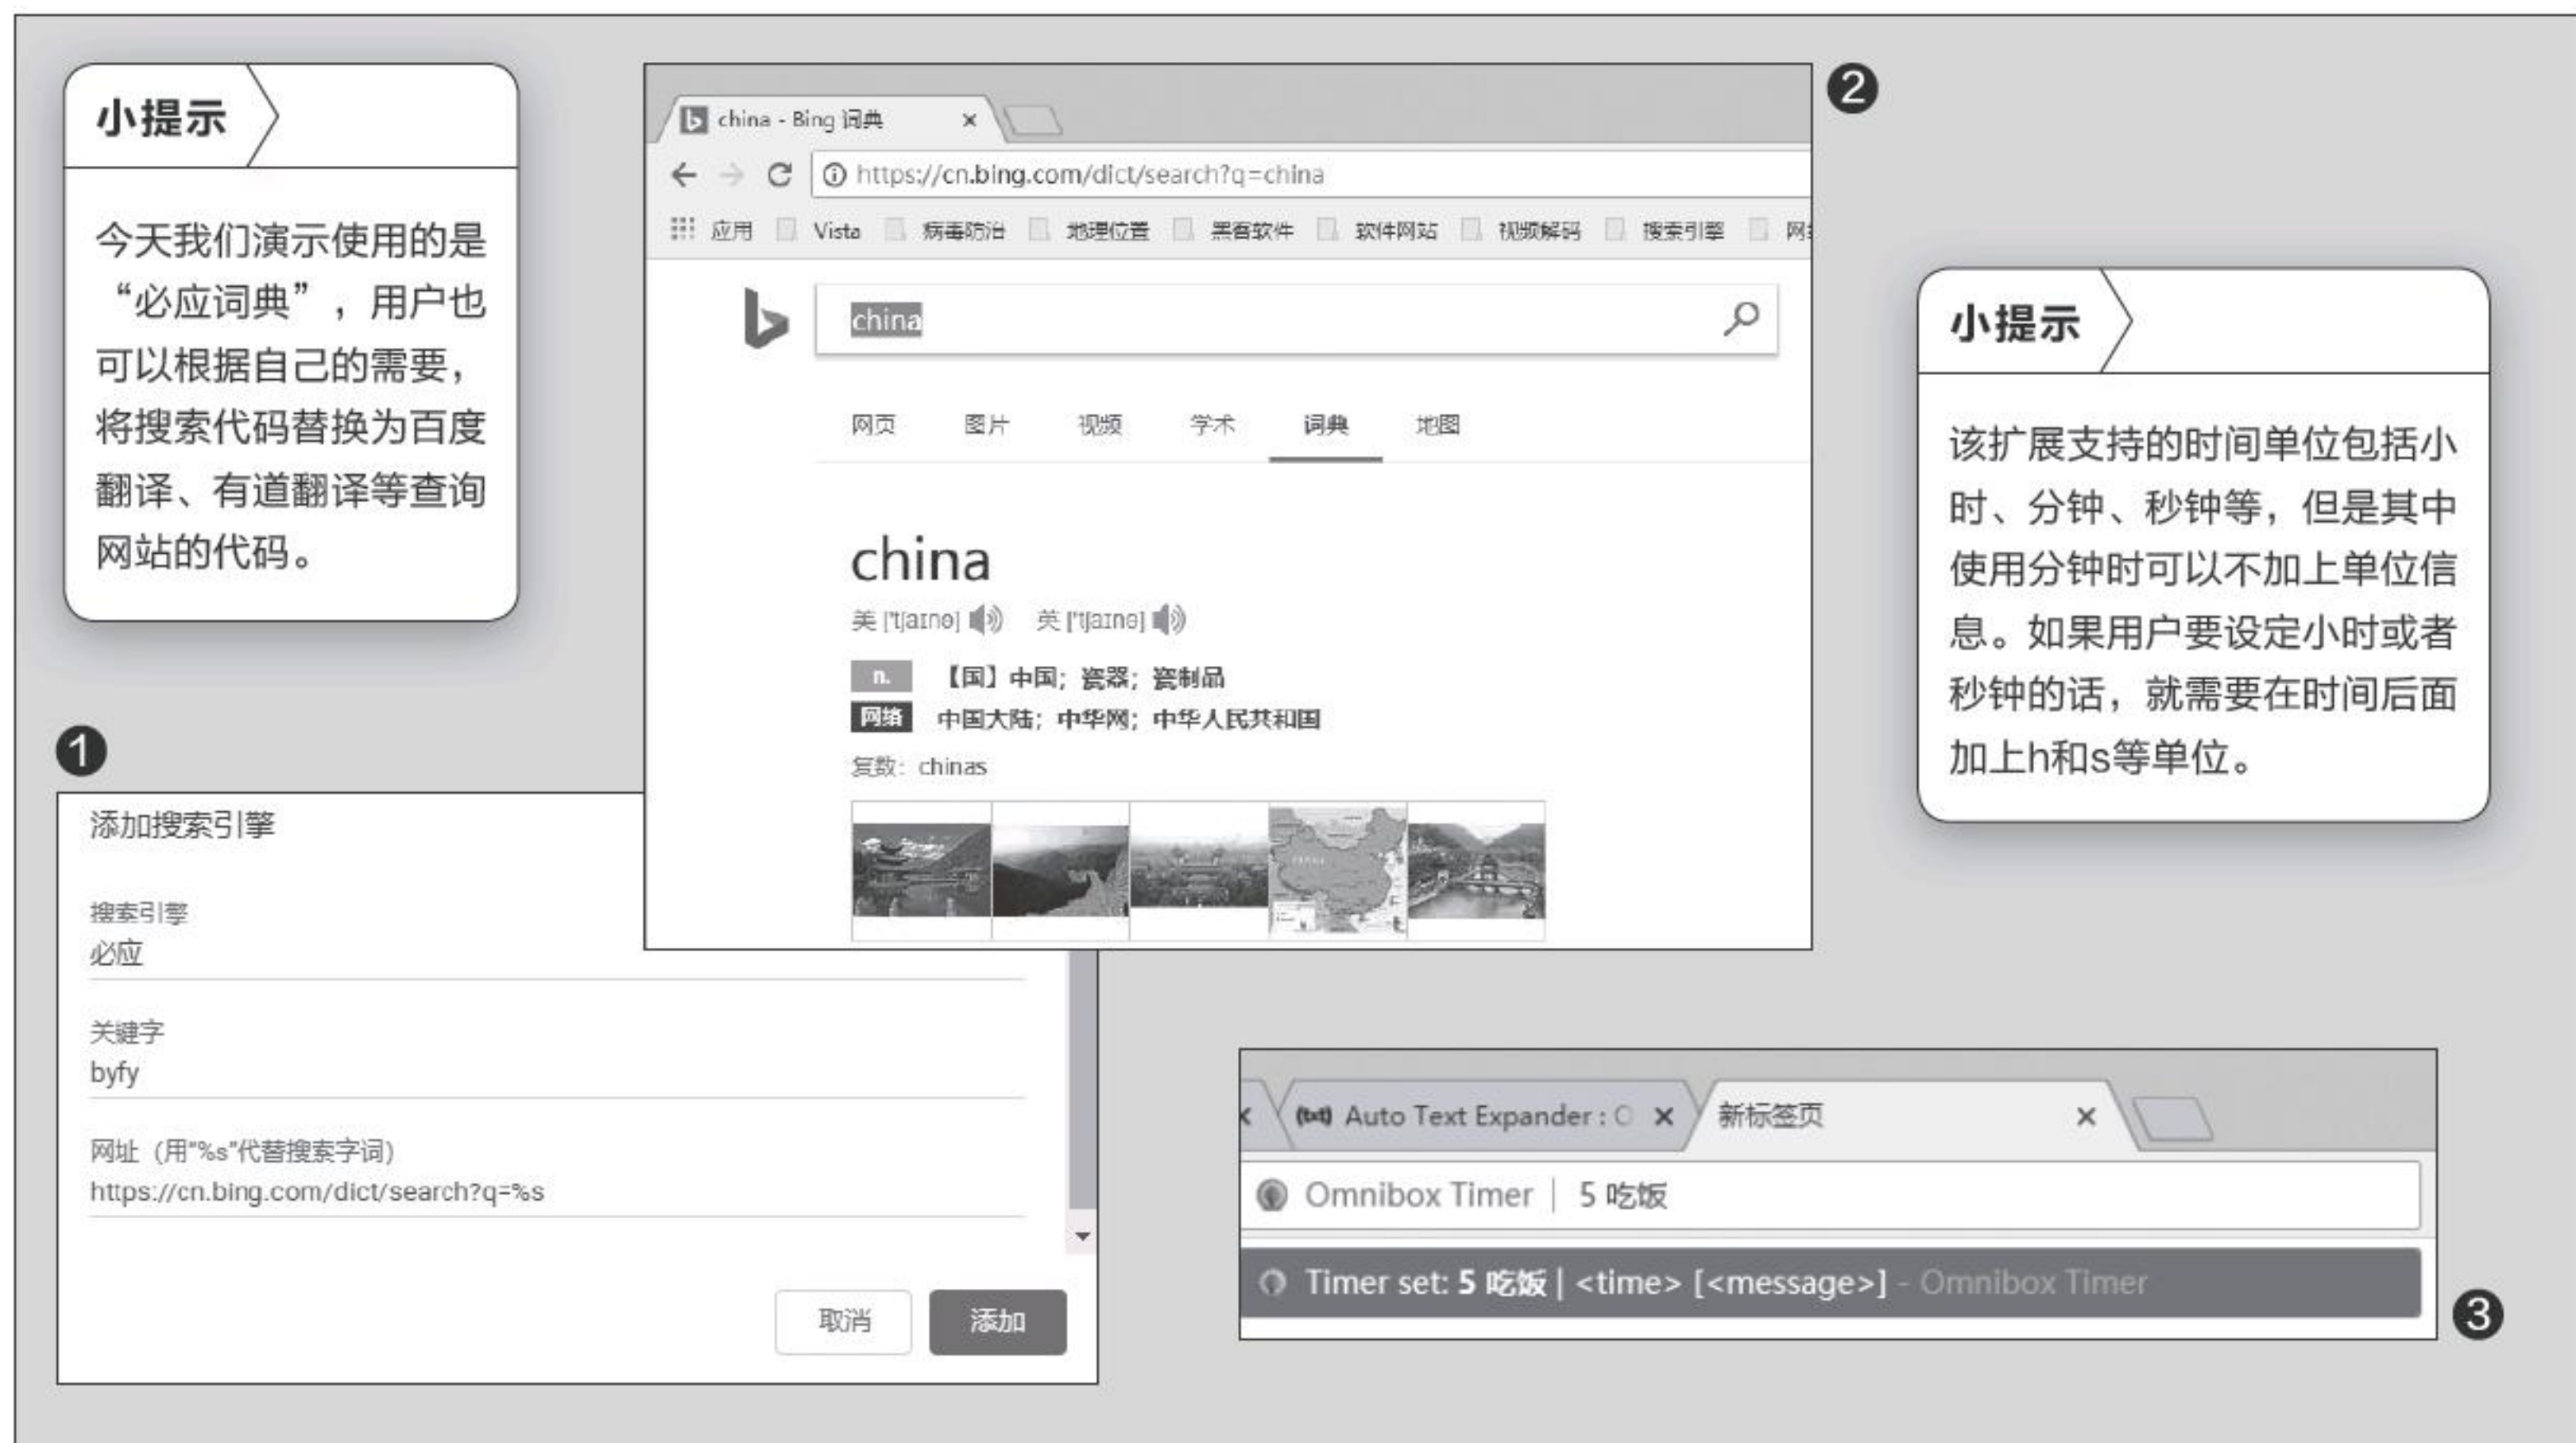 小提示
今天我们演示使用的是
“必应词典”，用户也
可以根据自己的需要，
将搜索代码替换为百度
翻译、有道翻译等查询
网站的代码。
❶
添加搜索引擎
搜索引擎
必应
关键字
byfy
网址（用"%s"代替搜索字词）
https://cn.bing.com/dict/search?q=%s
取消 添加
❷
china - Bing 词典
https://cn.bing.com/dict/search?q=china
应用 Vista 病毒防治 地理位置 黑客软件 软件网站 视频解码 搜索引擎
china
网页 图片 视频 学术 词典 地图
china
美 ['tʃaɪnə] 英 ['tʃaɪnə]
n. 【国】中国；瓷器；瓷制品
网络 中国大陆；中华网；中华人民共和国
复数：chinas
小提示
该扩展支持的时间单位包括小
时、分钟、秒钟等，但是其中
使用分钟时可以不加上单位信
息。如果用户要设定小时或者
秒钟的话，就需要在时间后面
加上h和s等单位。
(txt) Auto Text Expander : 新标签页
Omnibox Timer | 5 吃饭
Timer set: 5 吃饭 | <time> [<message>] - Omnibox Timer
❸